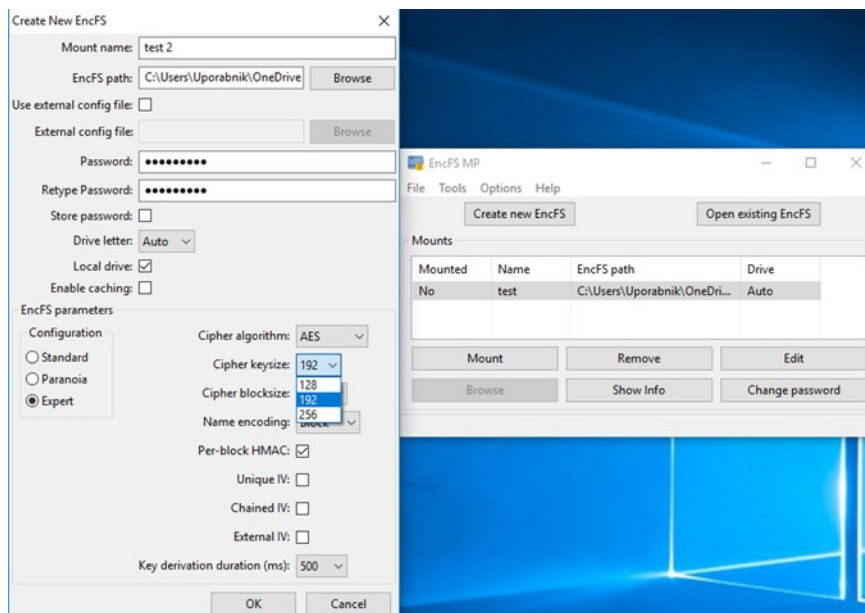 Create New EncFS
Mount name: test 2
EncFS path: C:\Users\Uporabnik\OneDrive Browse
Use external config file:
External config file: Browse
Password: •••••••••
Retype Password: •••••••••
Store password:
Drive letter: Auto
Local drive:
Enable caching:
EncFS parameters
Configuration
Standard
Paranoia
Expert
Cipher algorithm: AES
Cipher keysize: 192
128
192
256
Cipher blocksize:
Name encoding: Block
Per-block HMAC:
Unique IV:
Chained IV:
External IV:
Key derivation duration (ms): 500
OK Cancel
EncFS MP
File Tools Options Help
Create new EncFS Open existing EncFS
Mounts
Mounted Name EncFS path Drive
No test C:\Users\Uporabnik\OneDri... Auto
Mount Remove Edit
Browse Show Info Change password